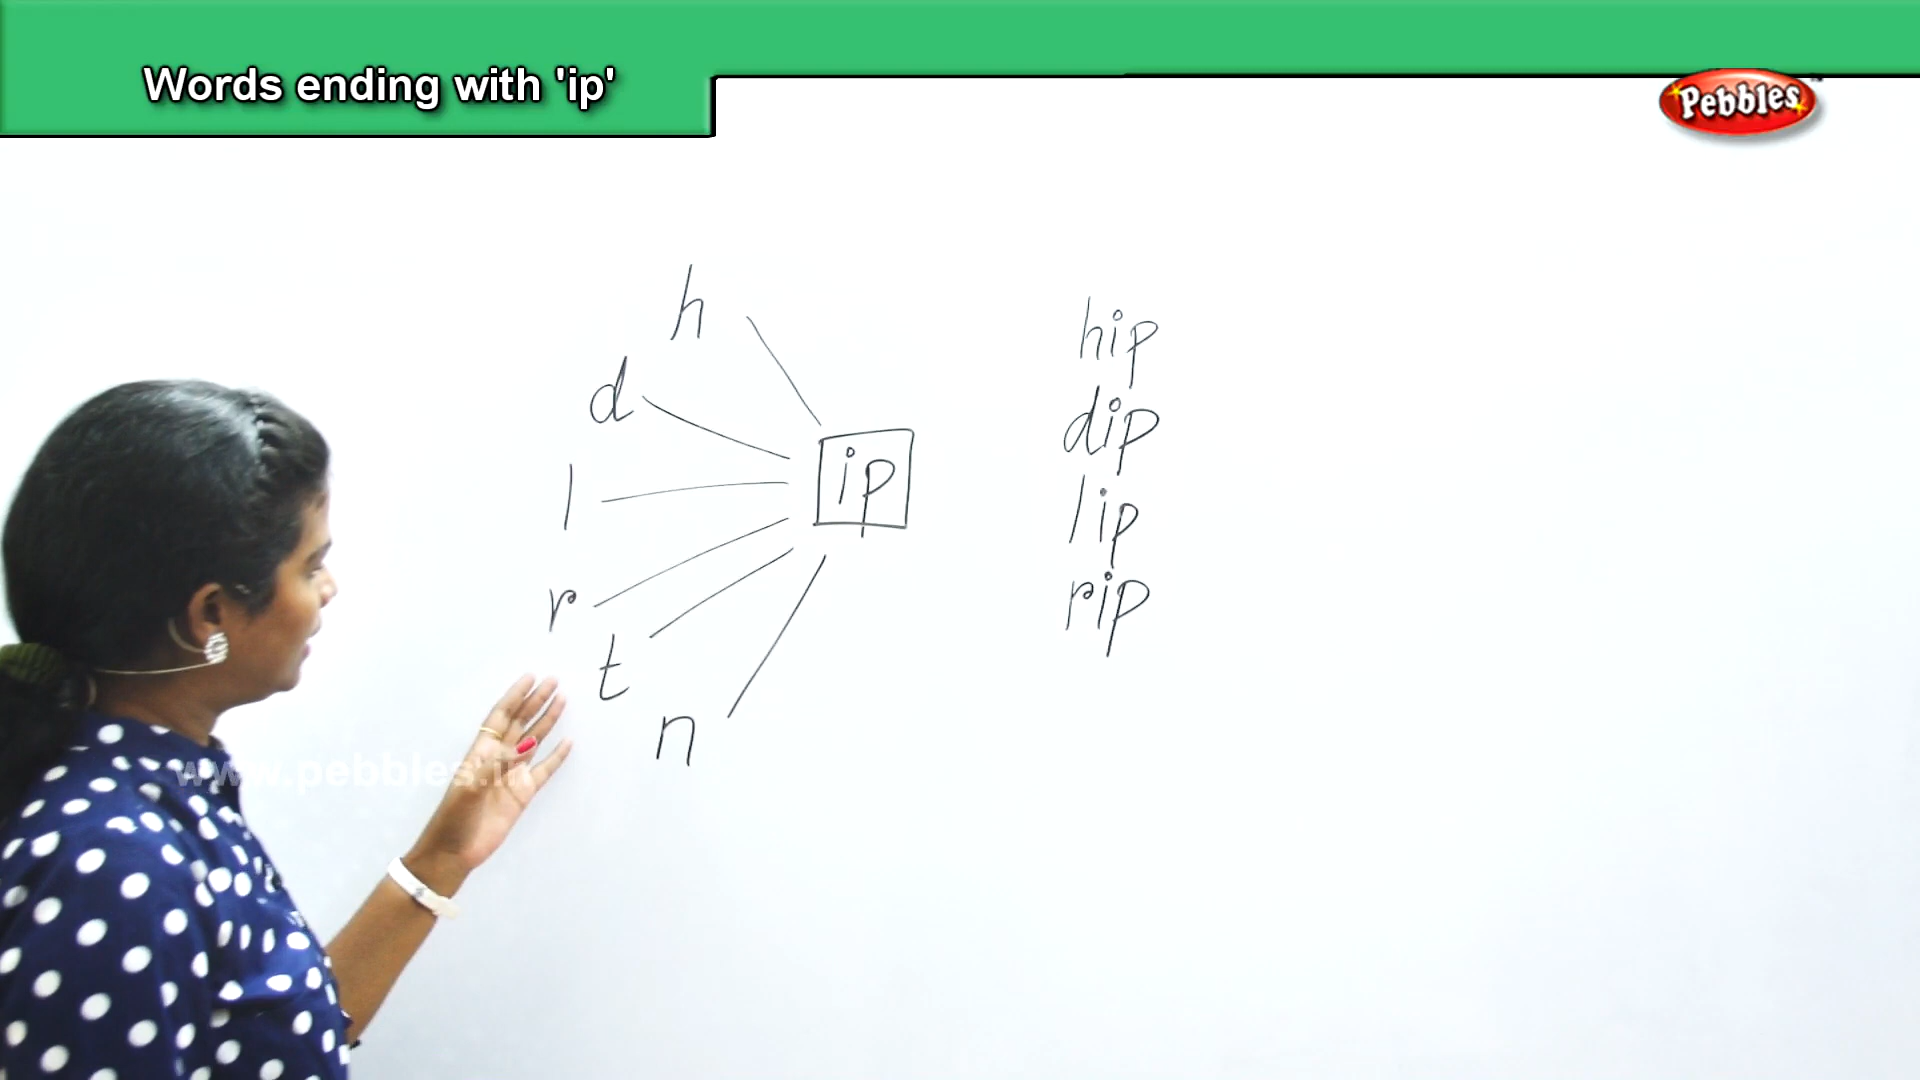 Words ending with 'ip'
Pebbles
h
d
l
r
t
n
ip
hip
dip
lip
rip
www.pebbles.in